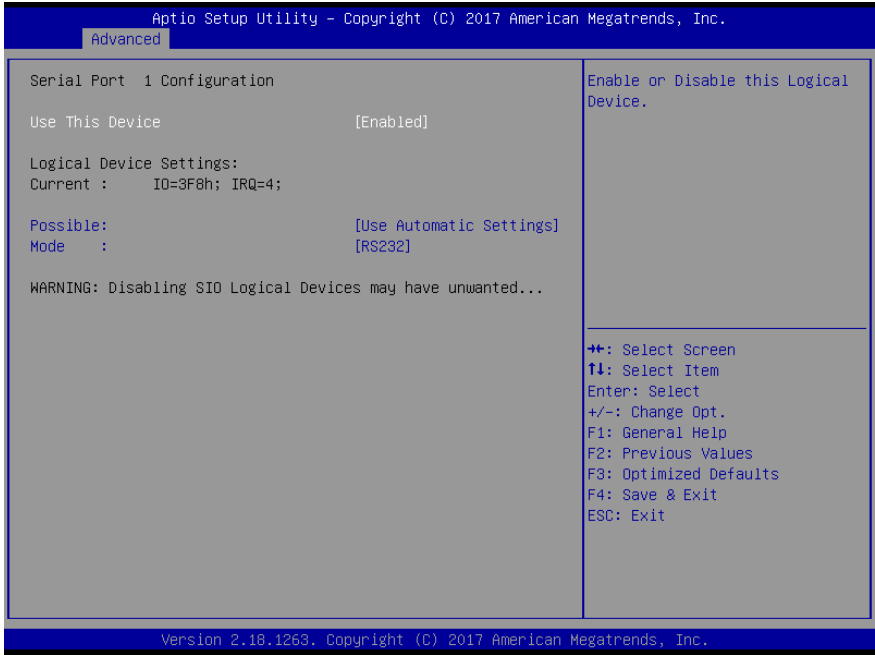 Aptio Setup Utility – Copyright (C) 2017 American Megatrends, Inc.
Advanced
Serial Port 1 Configuration
Use This Device [Enabled]
Logical Device Settings:
Current : IO=3F8h; IRQ=4;
Possible: [Use Automatic Settings]
Mode : [RS232]
WARNING: Disabling SIO Logical Devices may have unwanted...
Enable or Disable this Logical
Device.
→←: Select Screen
↑↓: Select Item
Enter: Select
+/-: Change Opt.
F1: General Help
F2: Previous Values
F3: Optimized Defaults
F4: Save & Exit
ESC: Exit
Version 2.18.1263. Copyright (C) 2017 American Megatrends, Inc.